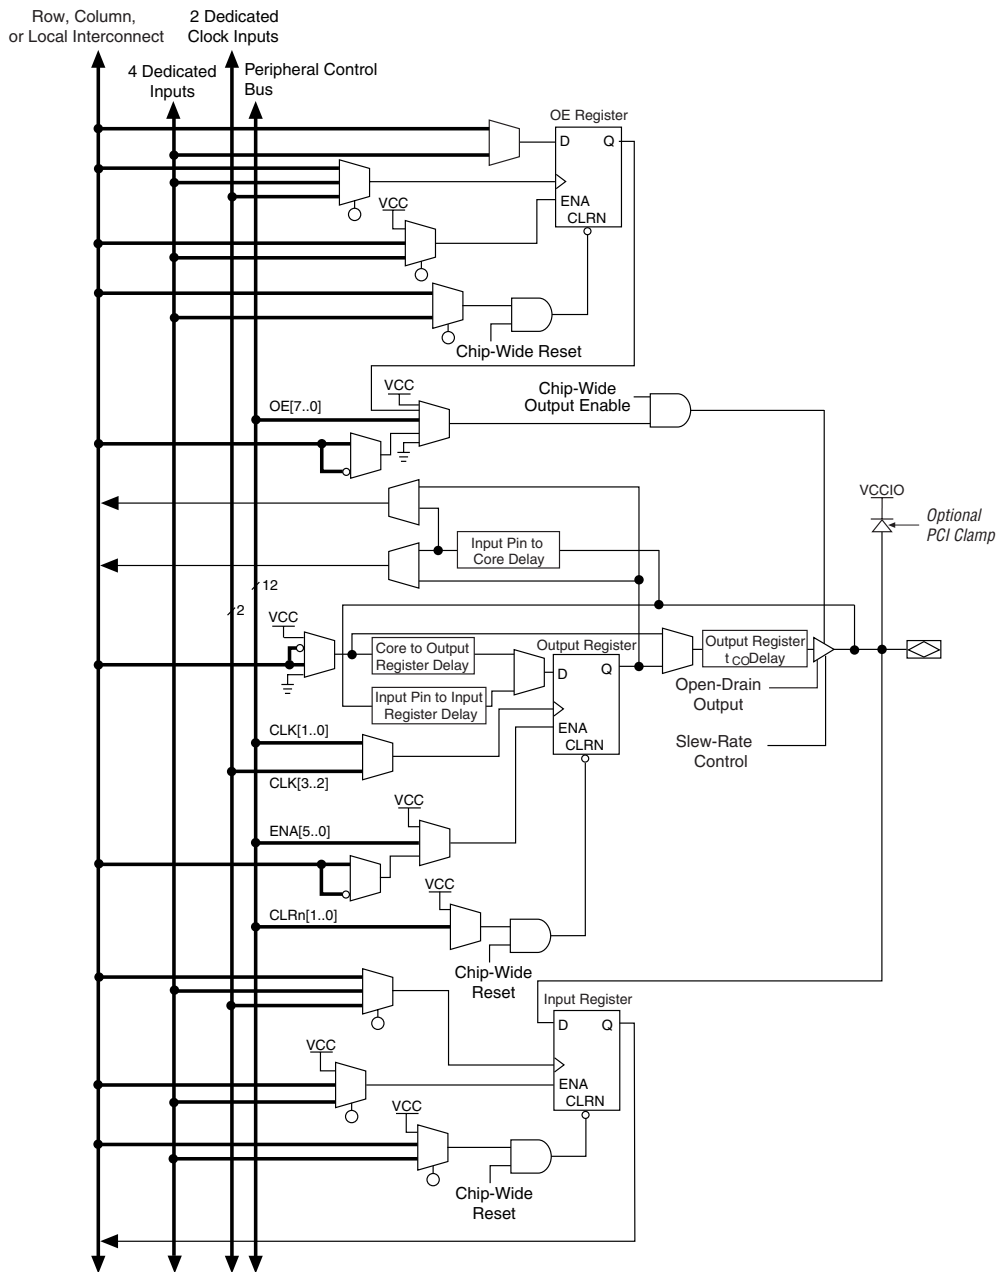 Row, Column,
or Local Interconnect
2 Dedicated
Clock Inputs
4 Dedicated
Inputs
Peripheral Control
Bus
OE Register
D Q
ENA
CLRN
VCC
Chip-Wide Reset
VCC
OE[7..0]
Chip-Wide
Output Enable
VCCIO
Optional
PCI Clamp
Input Pin to
Core Delay
12
2
VCC
Core to Output
Register Delay
Input Pin to Input
Register Delay
Output Register
D Q
ENA
CLRN
Output Register
t CO Delay
Open-Drain
Output
Slew-Rate
Control
CLK[1..0]
CLK[3..2]
VCC
ENA[5..0]
VCC
CLRn[1..0]
Chip-Wide
Reset
Input Register
D Q
ENA
CLRN
VCC
VCC
Chip-Wide
Reset